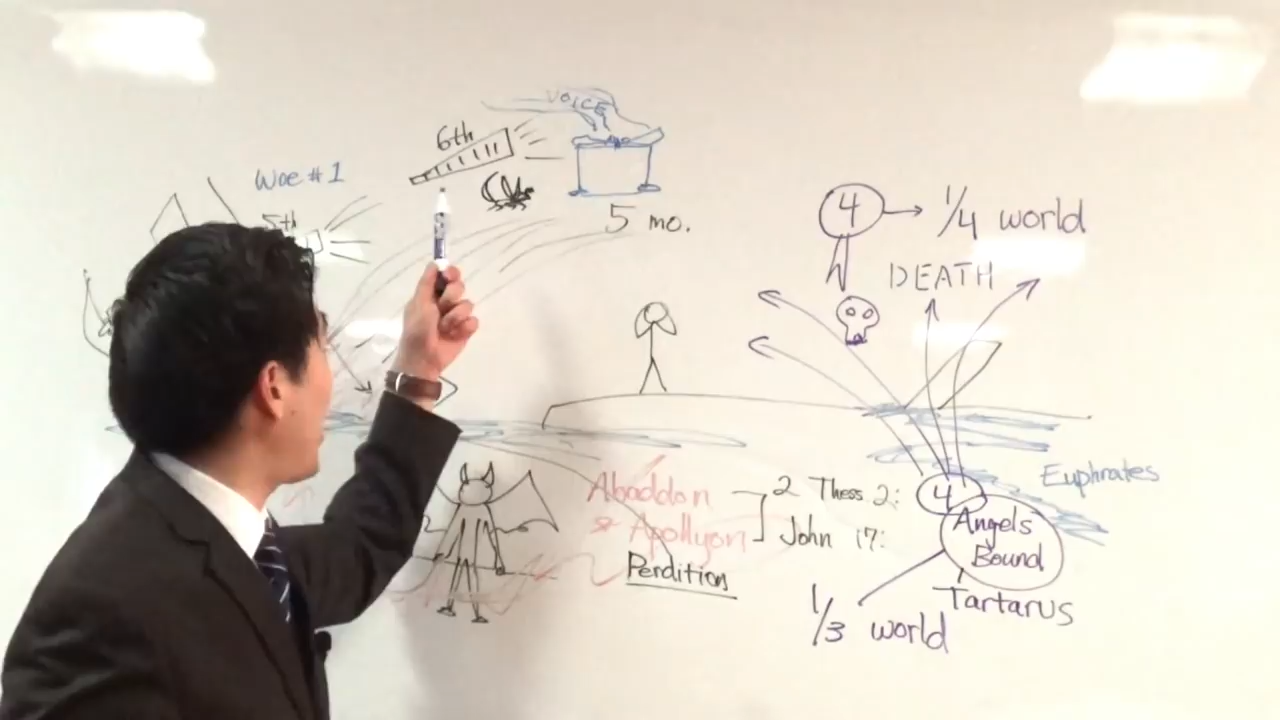 VOICE
6th
Woe #1
5th
5 mo.
4 → 1/4 world
DEATH
Euphrates
Abaddon
& Apollyon
Perdition
2 Thess 2:
John 17:
4
Angels
Bound
Tartarus
1/3 world